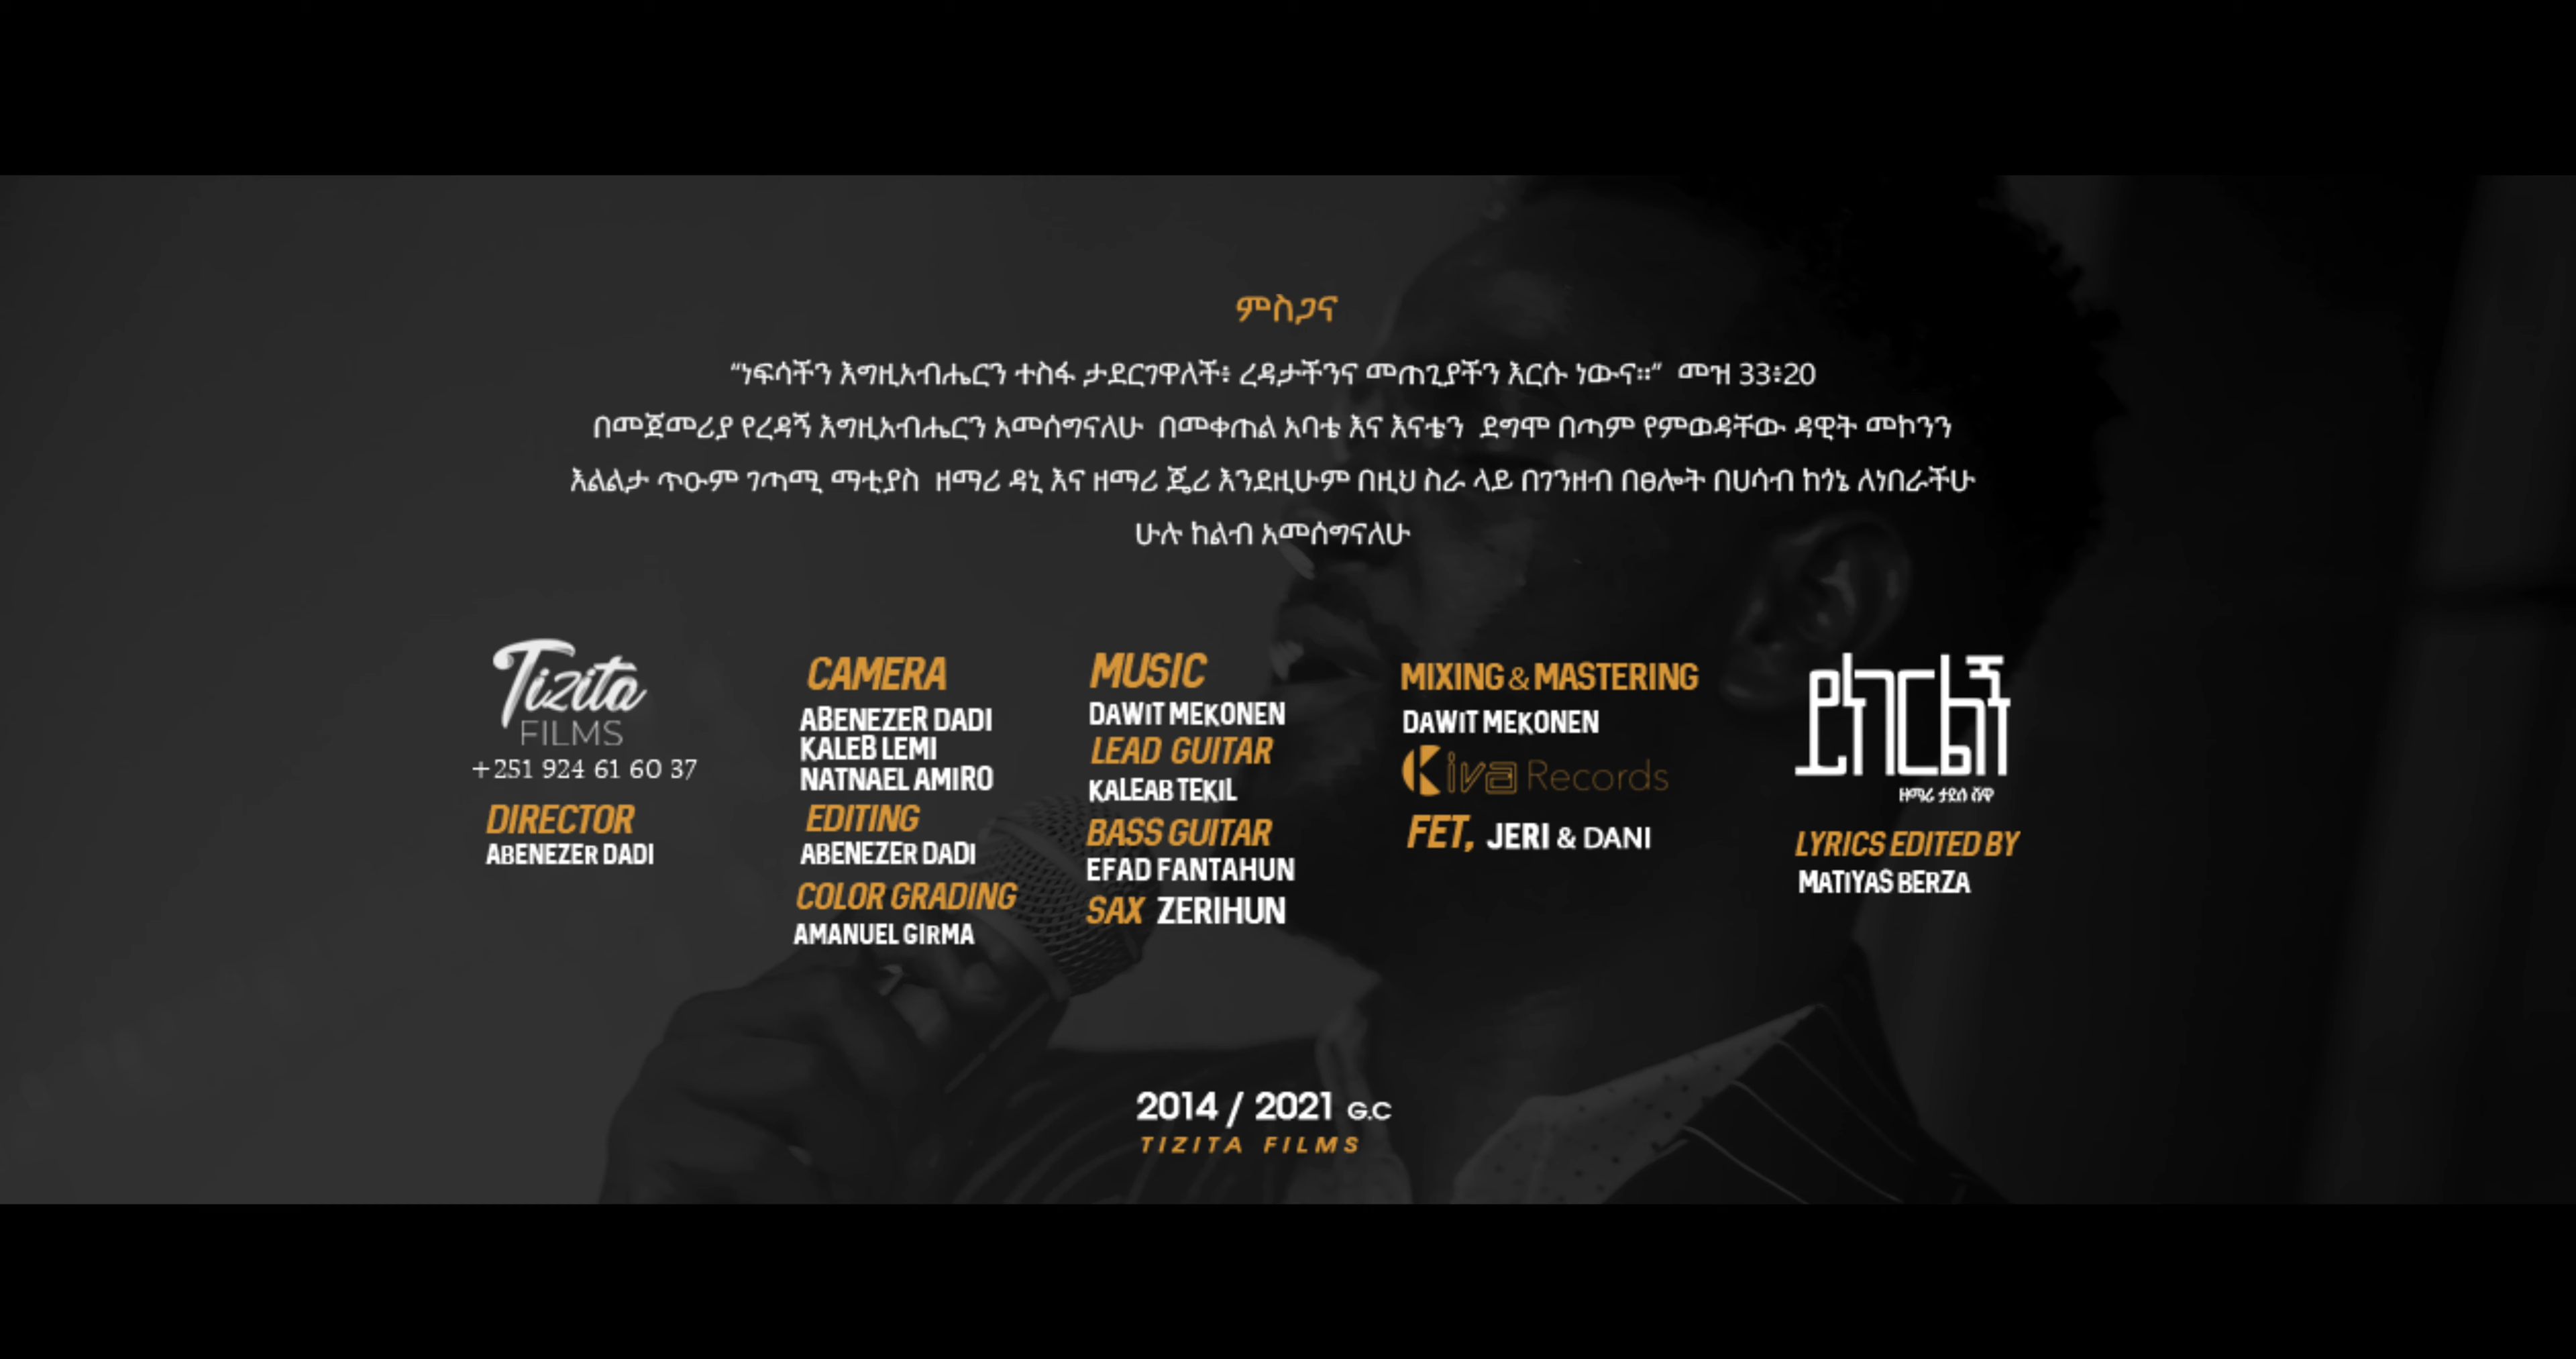 ምስጋና
“ነፍሳችን እግዚአብሔርን ተስፋ ታደርገዋለች፥ ረዳታችንና መጠጊያችን እርሱ ነውና።” መዝ 33፥20
በመጀመሪያ የረዳኝ እግዚአብሔርን አመሰግናለሁ በመቀጠል አባቴ እና እናቴን ደግሞ በጣም የምወዳቸው ዳዊት መኮንን
እልልታ ጥዑም ገጣሚ ማቲያስ ዘማሪ ዳኒ እና ዘማሪ ጄሪ እንደዚሁም በዚህ ስራ ላይ በገንዘብ በፀሎት በሀሳብ ከጎኔ ለነበራችሁ
ሁሉ ከልብ አመሰግናለሁ
Tizita
FILMS
+251 924 61 60 37
DIRECTOR
ABENEZER DADI
CAMERA
ABENEZER DADI
KALEB LEMI
NATNAEL AMIRO
EDITING
ABENEZER DADI
COLOR GRADING
AMANUEL GIRMA
MUSIC
DAWIT MEKONEN
LEAD GUITAR
KALEAB TEKIL
BASS GUITAR
EFAD FANTAHUN
SAX ZERIHUN
MIXING & MASTERING
DAWIT MEKONEN
Kiva Records
FET, JERI & DANI
ይነገርልኝ
ዘማሪ ታደሰ ሸዋ
LYRICS EDITED BY
MATIYAS BERZA
2014 / 2021 G.C
TIZITA FILMS